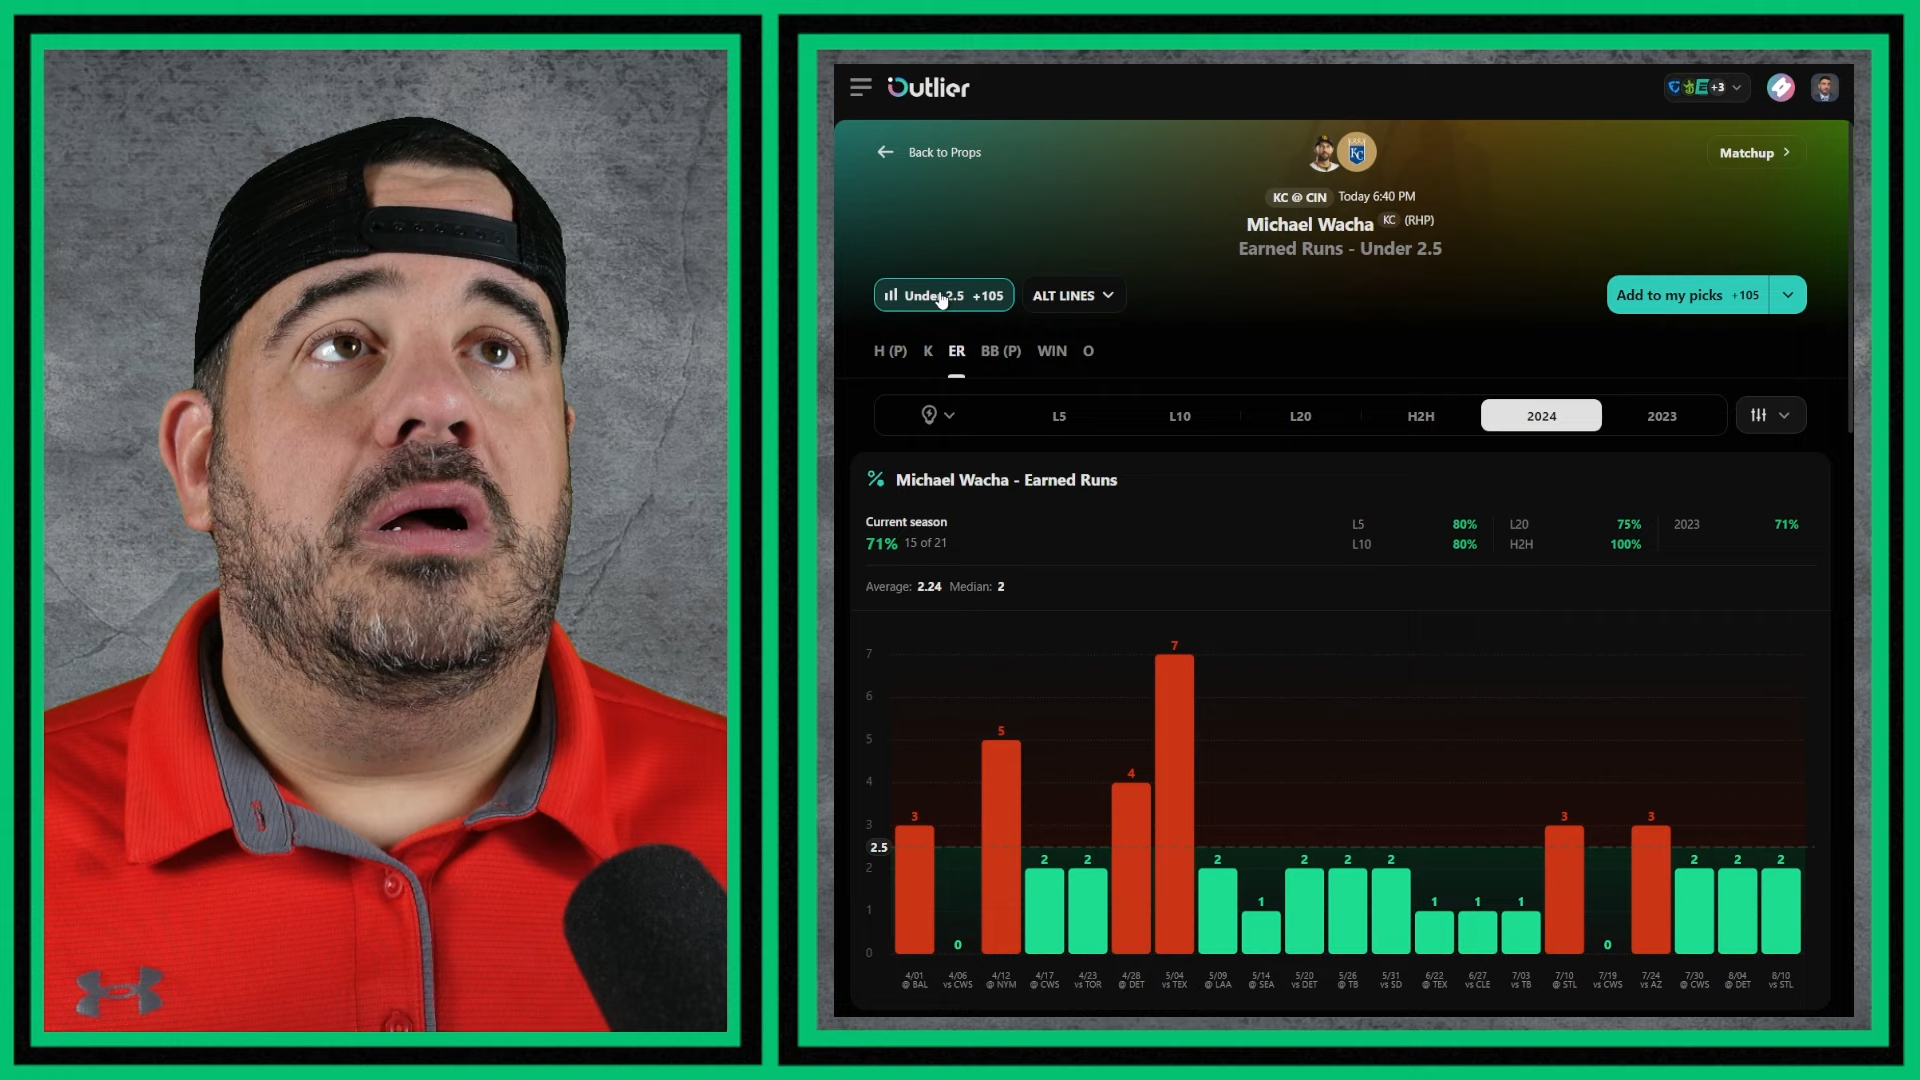 Outlier
+3
Back to Props
Matchup
KC @ CIN Today 6:40 PM
Michael Wacha KC (RHP)
Earned Runs - Under 2.5
Under 2.5 +105
ALT LINES
Add to my picks +105
H (P) K ER BB (P) WIN O
L5 L10 L20 H2H 2024 2023
Michael Wacha - Earned Runs
Current season
71% 15 of 21
L5 80% L20 75% 2023 71%
L10 80% H2H 100%
Average: 2.24 Median: 2
7
6
5
4
3
2.5
2
1
0
3 0 5 2 2 4 7 2 1 2 2 2 1 1 1 3 0 3 2 2 2
4/01 4/06 4/12 4/17 4/23 4/28 5/04 5/09 5/14 5/20 5/26 5/31 6/22 6/27 7/03 7/10 7/19 7/24 7/30 8/04 8/10
@ BAL vs CWS @ NYM @ CWS vs TOR @ DET vs TEX @ LAA @ SEA vs DET @ TB vs SD @ TEX vs CLE vs TB @ STL vs CWS vs AZ @ CWS @ DET vs STL